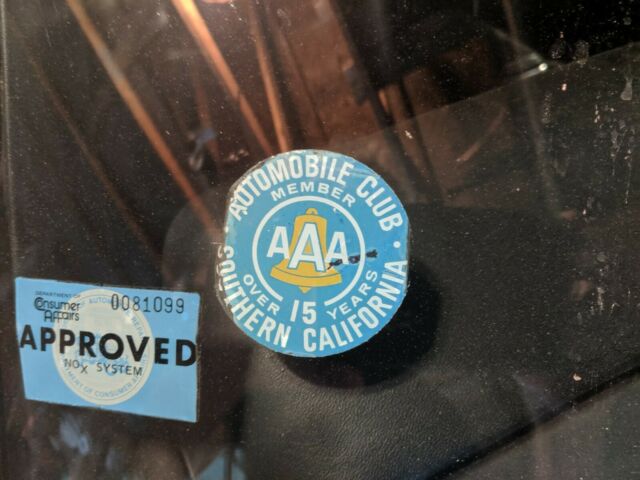 AUTOMOBILE CLUB
MEMBER
AAA
OVER 15 YEARS
SOUTHERN CALIFORNIA
DEPARTMENT OF
Consumer
Affairs
0081099
APPROVED
NOX SYSTEM